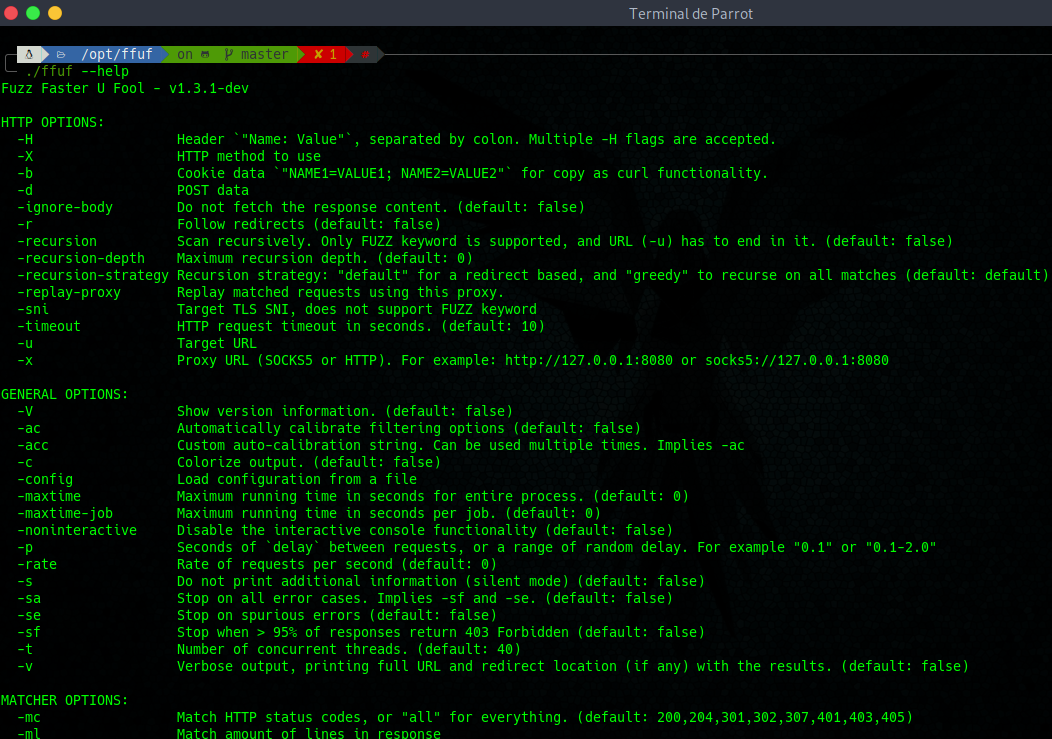 Terminal de Parrot
/opt/ffuf on master ✘ 1
./ffuf --help
Fuzz Faster U Fool - v1.3.1-dev
HTTP OPTIONS:
-H Header `"Name: Value"`, separated by colon. Multiple -H flags are accepted.
-X HTTP method to use
-b Cookie data `"NAME1=VALUE1; NAME2=VALUE2"` for copy as curl functionality.
-d POST data
-ignore-body Do not fetch the response content. (default: false)
-r Follow redirects (default: false)
-recursion Scan recursively. Only FUZZ keyword is supported, and URL (-u) has to end in it. (default: false)
-recursion-depth Maximum recursion depth. (default: 0)
-recursion-strategy Recursion strategy: "default" for a redirect based, and "greedy" to recurse on all matches (default: default)
-replay-proxy Replay matched requests using this proxy.
-sni Target TLS SNI, does not support FUZZ keyword
-timeout HTTP request timeout in seconds. (default: 10)
-u Target URL
-x Proxy URL (SOCKS5 or HTTP). For example: http://127.0.0.1:8080 or socks5://127.0.0.1:8080
GENERAL OPTIONS:
-V Show version information. (default: false)
-ac Automatically calibrate filtering options (default: false)
-acc Custom auto-calibration string. Can be used multiple times. Implies -ac
-c Colorize output. (default: false)
-config Load configuration from a file
-maxtime Maximum running time in seconds for entire process. (default: 0)
-maxtime-job Maximum running time in seconds per job. (default: 0)
-noninteractive Disable the interactive console functionality (default: false)
-p Seconds of `delay` between requests, or a range of random delay. For example "0.1" or "0.1-2.0"
-rate Rate of requests per second (default: 0)
-s Do not print additional information (silent mode) (default: false)
-sa Stop on all error cases. Implies -sf and -se. (default: false)
-se Stop on spurious errors (default: false)
-sf Stop when > 95% of responses return 403 Forbidden (default: false)
-t Number of concurrent threads. (default: 40)
-v Verbose output, printing full URL and redirect location (if any) with the results. (default: false)
MATCHER OPTIONS:
-mc Match HTTP status codes, or "all" for everything. (default: 200,204,301,302,307,401,403,405)
-ml Match amount of lines in response